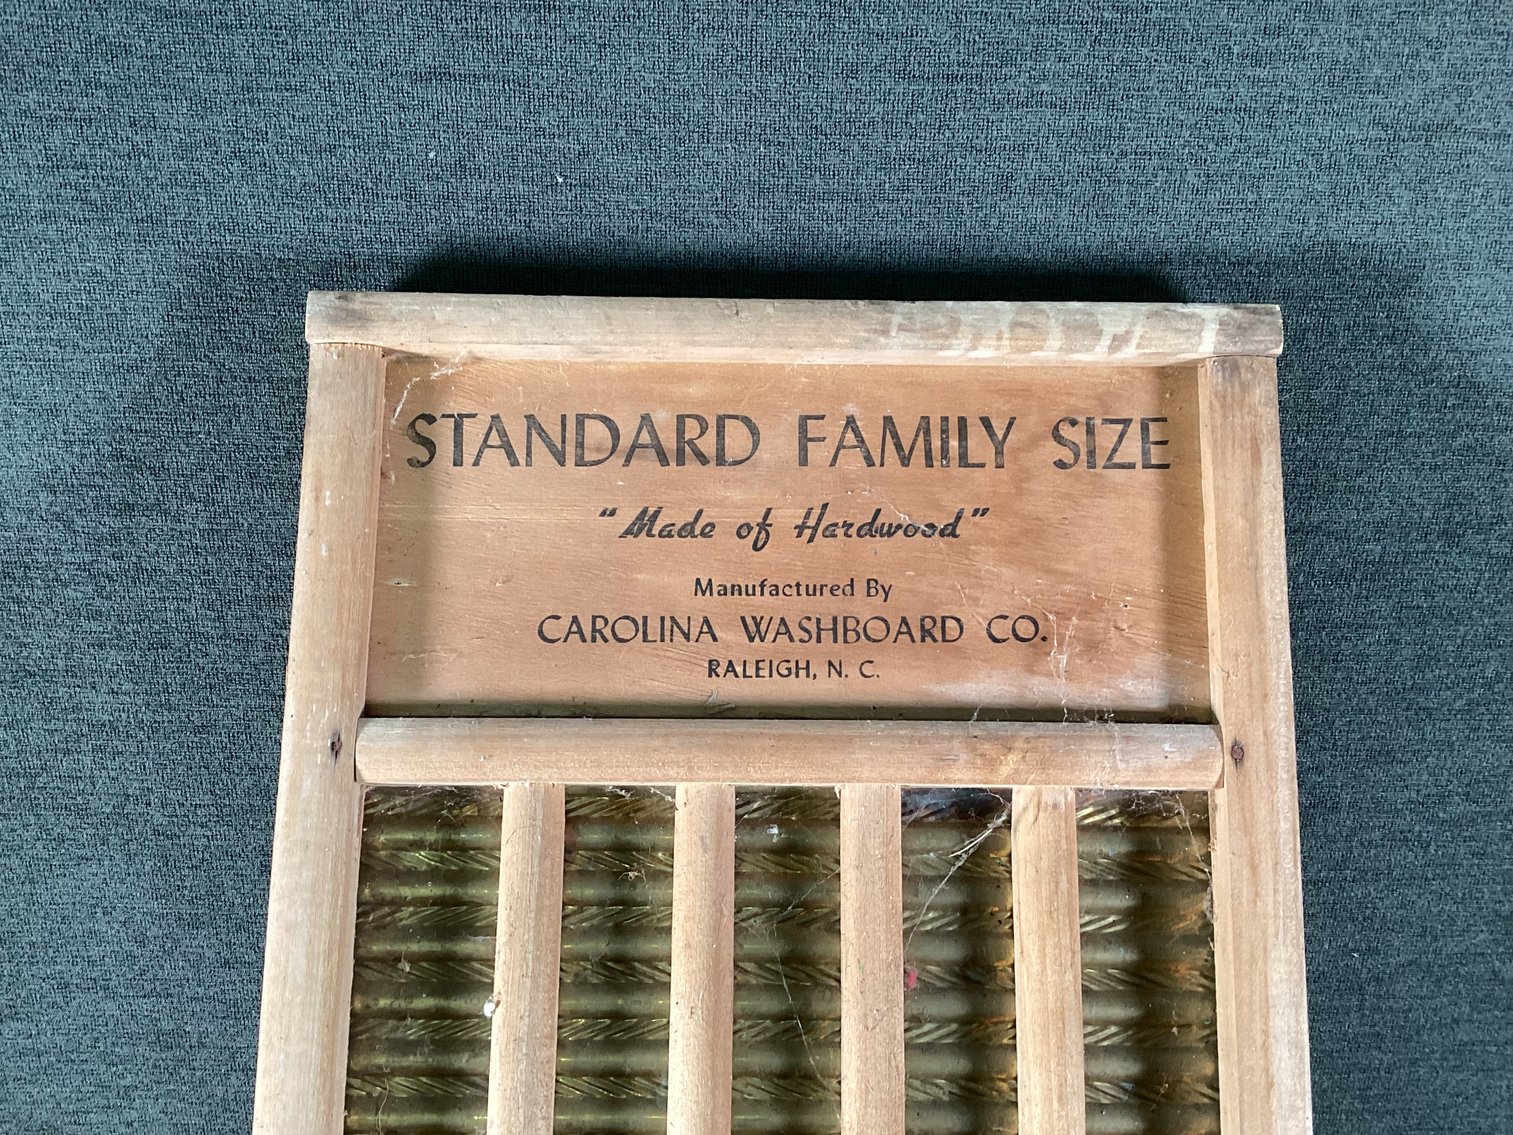 STANDARD FAMILY SIZE
"Made of Hardwood"
Manufactured By
CAROLINA WASHBOARD CO.
RALEIGH, N. C.